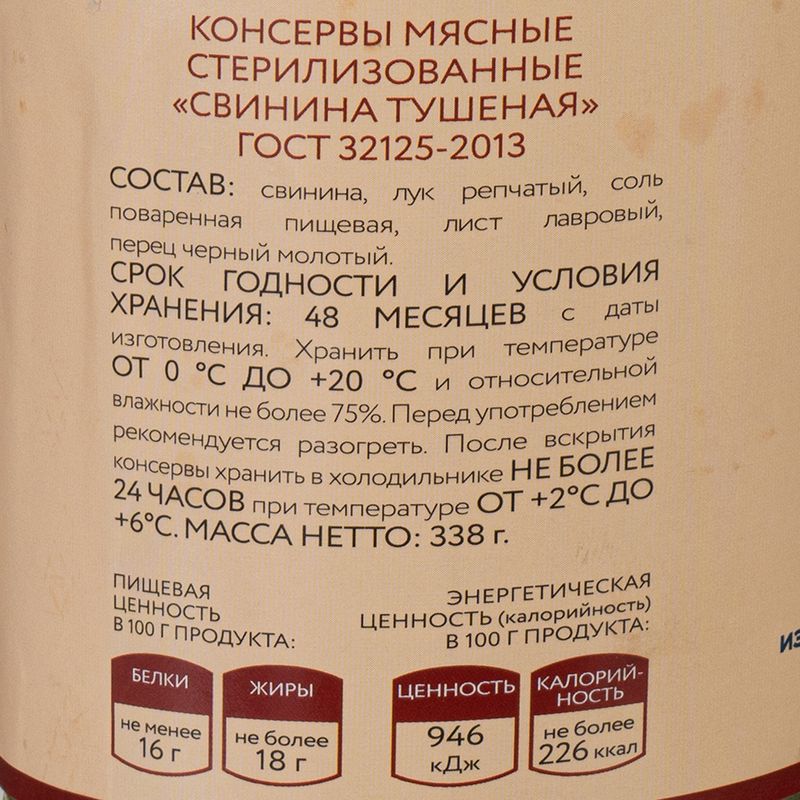 КОНСЕРВЫ МЯСНЫЕ
СТЕРИЛИЗОВАННЫЕ
«СВИНИНА ТУШЕНАЯ»
ГОСТ 32125-2013
СОСТАВ: свинина, лук репчатый, соль
поваренная пищевая, лист лавровый,
перец черный молотый.
СРОК ГОДНОСТИ И УСЛОВИЯ
ХРАНЕНИЯ: 48 МЕСЯЦЕВ с даты
изготовления. Хранить при температуре
ОТ 0 °С ДО +20 °С и относительной
влажности не более 75%. Перед употреблением
рекомендуется разогреть. После вскрытия
консервы хранить в холодильнике НЕ БОЛЕЕ
24 ЧАСОВ при температуре ОТ +2°С ДО
+6°С. МАССА НЕТТО: 338 г.
ПИЩЕВАЯ
ЦЕННОСТЬ
В 100 Г ПРОДУКТА:
БЕЛКИ
не менее
16 г
ЖИРЫ
не более
18 г
ЭНЕРГЕТИЧЕСКАЯ
ЦЕННОСТЬ (калорийность)
В 100 Г ПРОДУКТА:
ЦЕННОСТЬ
946
кДж
КАЛОРИЙ-
НОСТЬ
не более
226 ккал